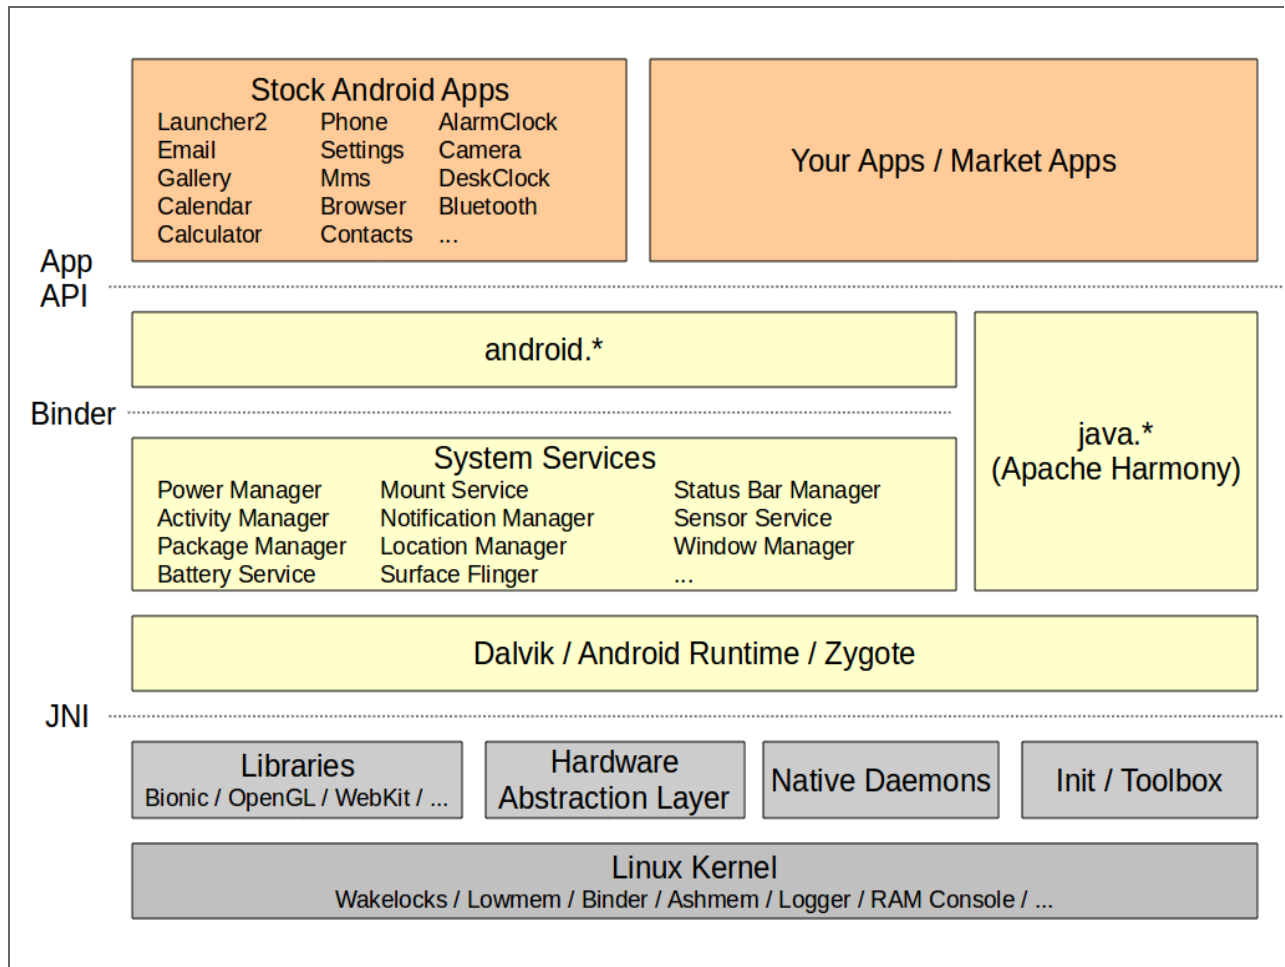 Stock Android Apps
Launcher2 Phone AlarmClock
Email Settings Camera
Gallery Mms DeskClock
Calendar Browser Bluetooth
Calculator Contacts ...
Your Apps / Market Apps
App
API
android.*
Binder
java.*
(Apache Harmony)
System Services
Power Manager Mount Service Status Bar Manager
Activity Manager Notification Manager Sensor Service
Package Manager Location Manager Window Manager
Battery Service Surface Flinger ...
Dalvik / Android Runtime / Zygote
JNI
Libraries
Bionic / OpenGL / WebKit / ...
Hardware
Abstraction Layer
Native Daemons
Init / Toolbox
Linux Kernel
Wakelocks / Lowmem / Binder / Ashmem / Logger / RAM Console / ...